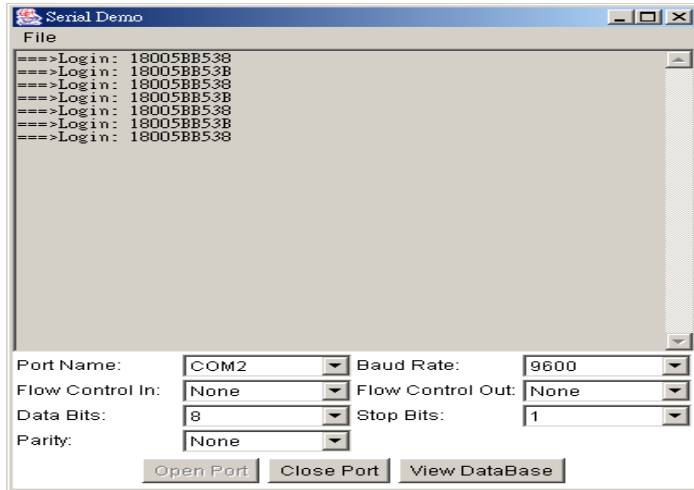 Serial Demo
File
===>Login: 18005BB538
===>Login: 18005BB53B
===>Login: 18005BB538
===>Login: 18005BB53B
===>Login: 18005BB538
===>Login: 18005BB53B
===>Login: 18005BB538
Port Name: COM2 Baud Rate: 9600
Flow Control In: None Flow Control Out: None
Data Bits: 8 Stop Bits: 1
Parity: None
Open Port Close Port View DataBase